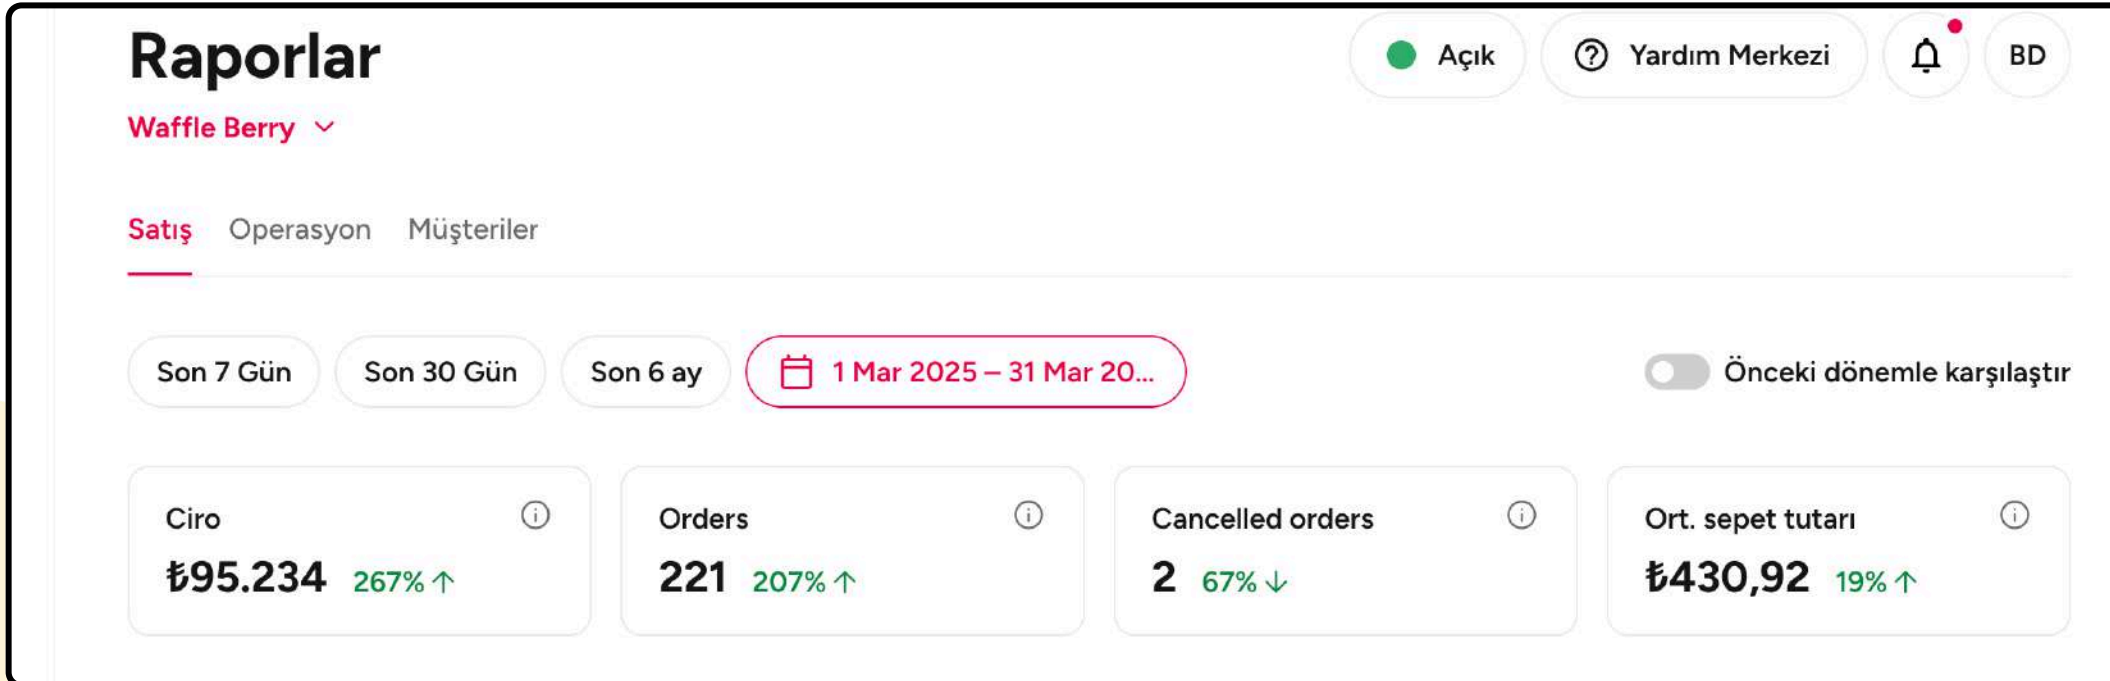 Raporlar
Açık
Yardım Merkezi
BD
Waffle Berry
Satış Operasyon Müşteriler
Son 7 Gün
Son 30 Gün
Son 6 ay
1 Mar 2025 – 31 Mar 20...
Önceki dönemle karşılaştır
Ciro
₺95.234 267% ↑
Orders
221 207% ↑
Cancelled orders
2 67% ↓
Ort. sepet tutarı
₺430,92 19% ↑